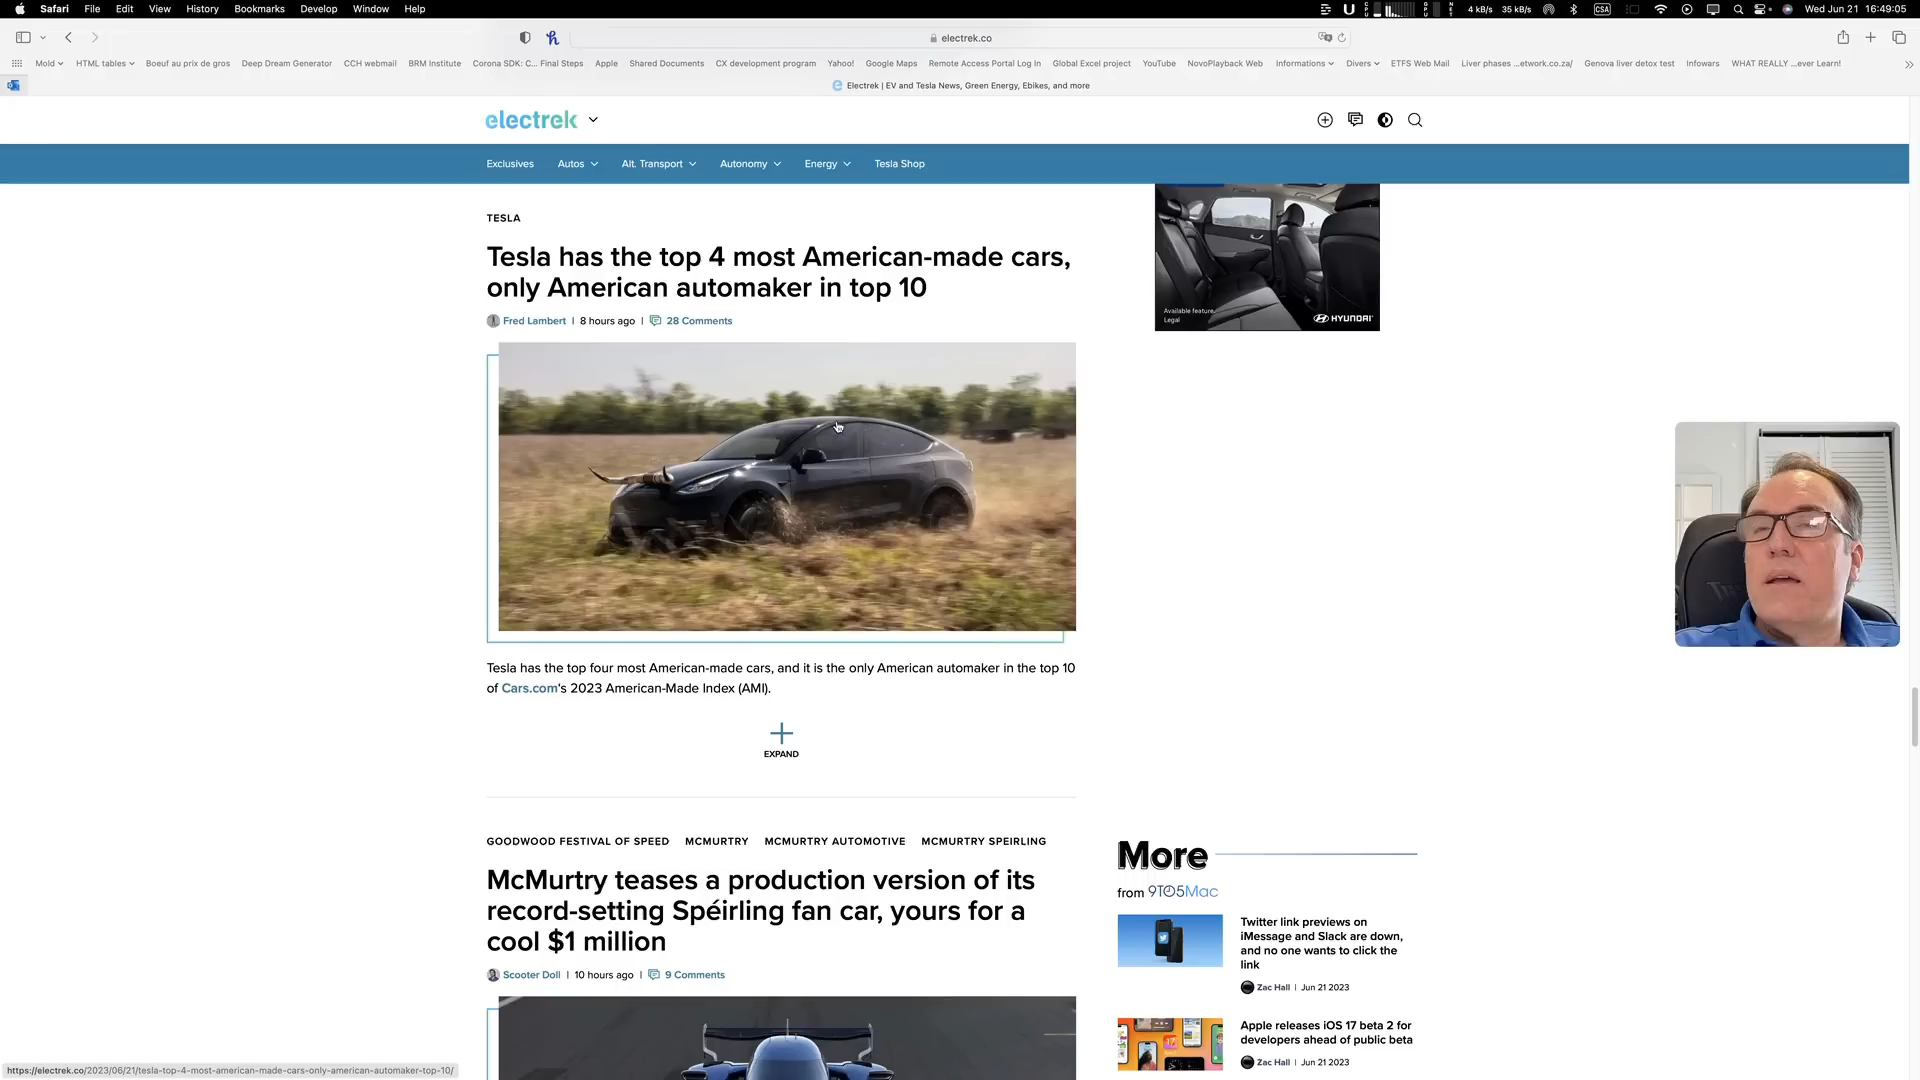 Safari File Edit View History Bookmarks Develop Window Help
4 kB/s 35 kB/s CSA Wed Jun 21 16:49:05
electrek.co
Mold HTML tables Boeuf au prix de gros Deep Dream Generator CCH webmail BRM Institute Corona SDK: C... Final Steps Apple Shared Documents CX development program Yahoo! Google Maps Remote Access Portal Log In Global Excel project YouTube NovoPlayback Web Informations Divers ETFS Web Mail Liver phases ...etwork.co.za/ Genova liver detox test Infowars WHAT REALLY ...ever Learn!
Electrek | EV and Tesla News, Green Energy, Ebikes, and more
electrek
Exclusives Autos Alt. Transport Autonomy Energy Tesla Shop
TESLA
Tesla has the top 4 most American-made cars,
only American automaker in top 10
Fred Lambert | 8 hours ago | 28 Comments
Available feature.
Legal
HYUNDAI
Tesla has the top four most American-made cars, and it is the only American automaker in the top 10
of Cars.com's 2023 American-Made Index (AMI).
EXPAND
GOODWOOD FESTIVAL OF SPEED MCMURTRY MCMURTRY AUTOMOTIVE MCMURTRY SPEIRLING
McMurtry teases a production version of its
record-setting Spéirling fan car, yours for a
cool $1 million
Scooter Doll | 10 hours ago | 9 Comments
More
from 9TO5Mac
Twitter link previews on
iMessage and Slack are down,
and no one wants to click the
link
Zac Hall | Jun 21 2023
Apple releases iOS 17 beta 2 for
developers ahead of public beta
Zac Hall | Jun 21 2023
https://electrek.co/2023/06/21/tesla-top-4-most-american-made-cars-only-american-automaker-top-10/